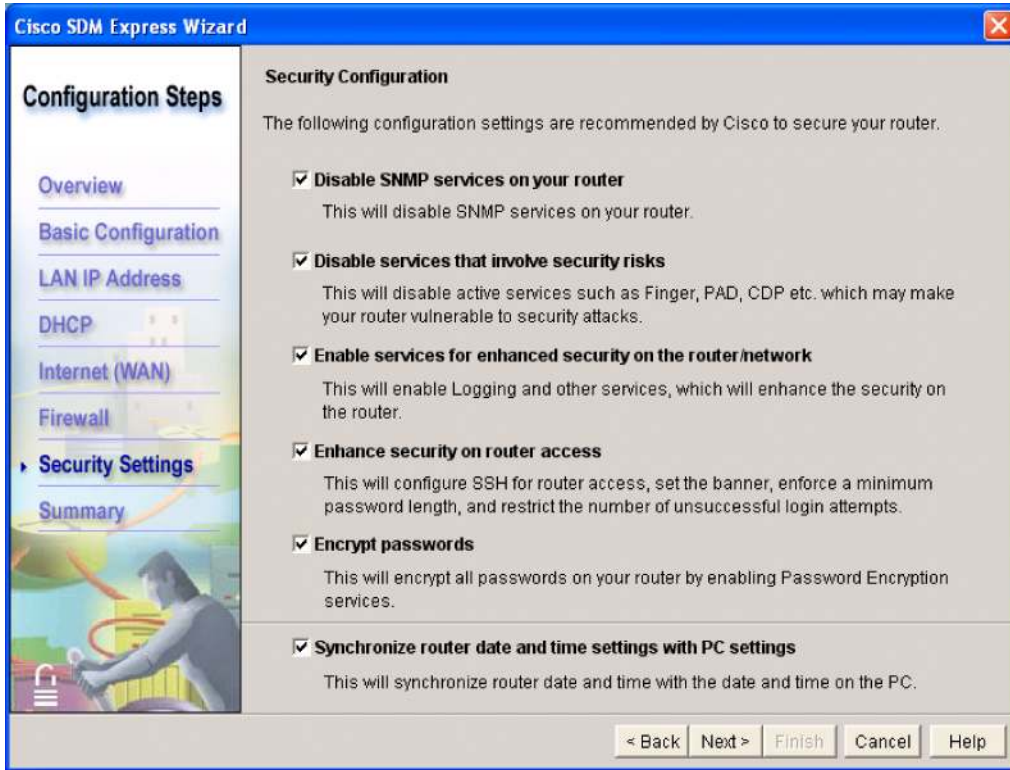 Cisco SDM Express Wizard
Configuration Steps
Overview
Basic Configuration
LAN IP Address
DHCP
Internet (WAN)
Firewall
Security Settings
Summary
Security Configuration
The following configuration settings are recommended by Cisco to secure your router.
Disable SNMP services on your router
This will disable SNMP services on your router.
Disable services that involve security risks
This will disable active services such as Finger, PAD, CDP etc. which may make
your router vulnerable to security attacks.
Enable services for enhanced security on the router/network
This will enable Logging and other services, which will enhance the security on
the router.
Enhance security on router access
This will configure SSH for router access, set the banner, enforce a minimum
password length, and restrict the number of unsuccessful login attempts.
Encrypt passwords
This will encrypt all passwords on your router by enabling Password Encryption
services.
Synchronize router date and time settings with PC settings
This will synchronize router date and time with the date and time on the PC.
< Back Next > Finish Cancel Help